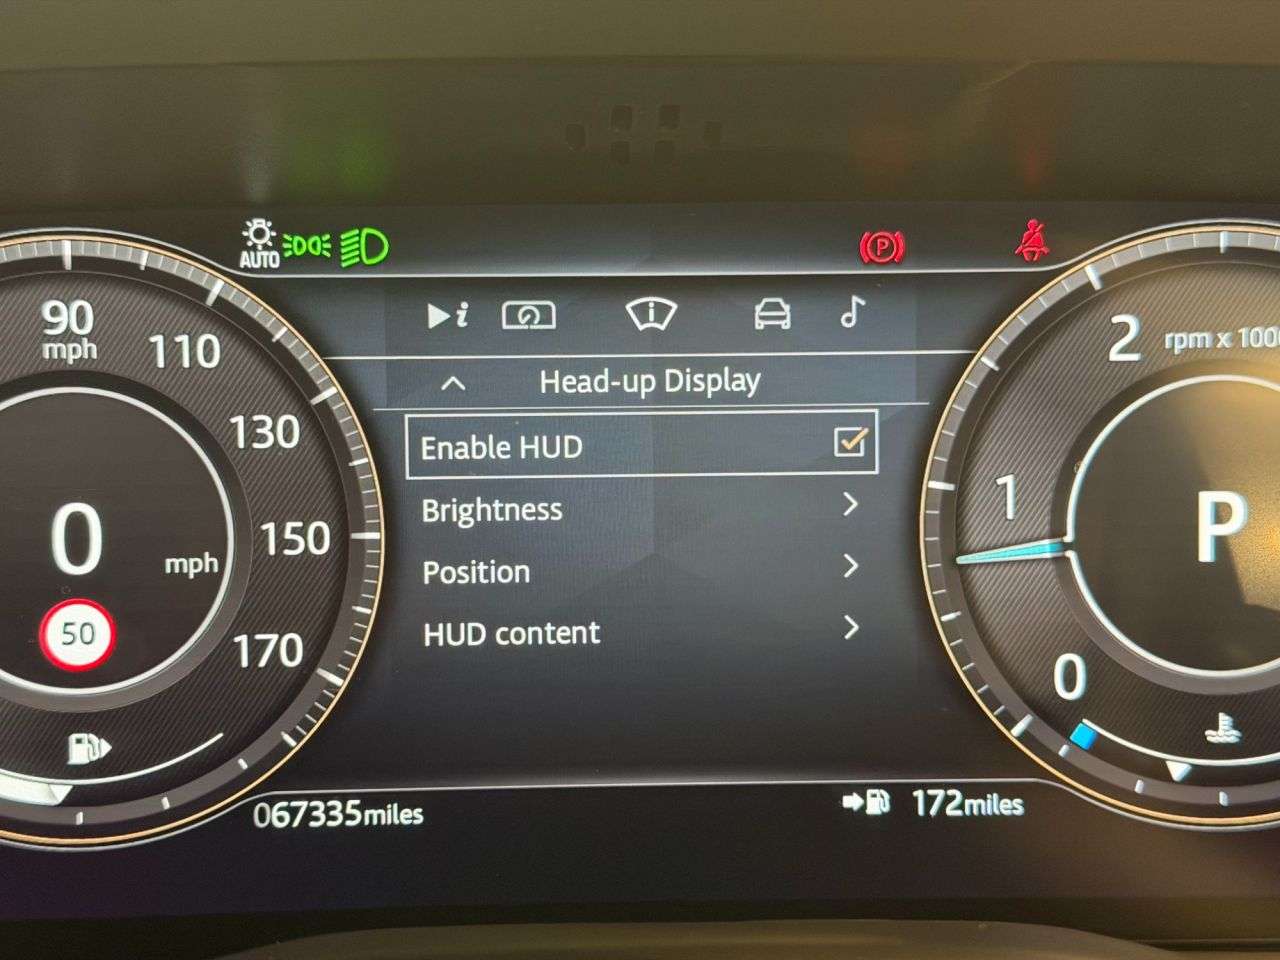 AUTO
P
i
i
90
mph
110
130
150
170
0 mph
50
Head-up Display
Enable HUD
Brightness
Position
HUD content
2 rpm x 1000
1
0
P
067335miles
172miles